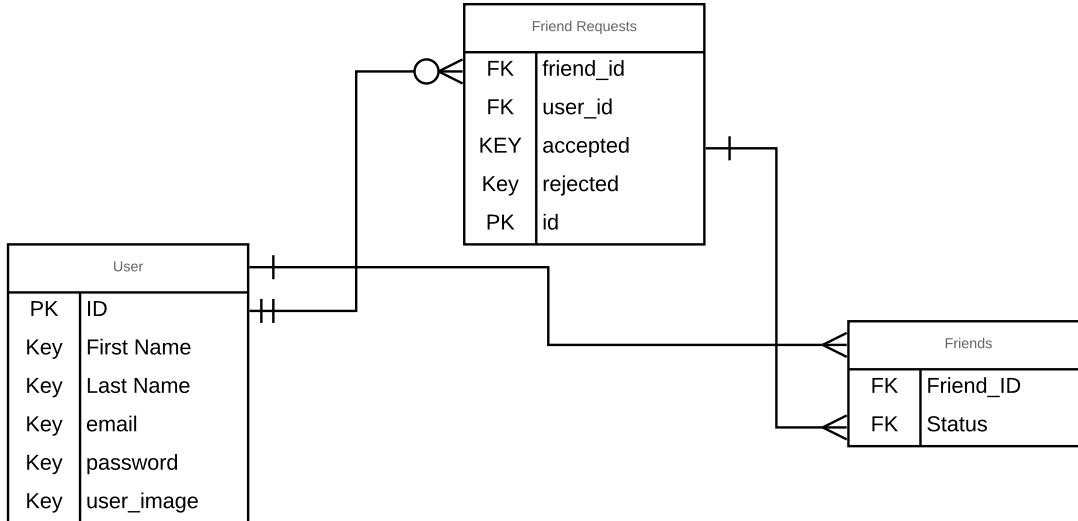 Friend Requests
FK friend_id
FK user_id
KEY accepted
Key rejected
PK id
User
PK ID
Key First Name
Key Last Name
Key email
Key password
Key user_image
Friends
FK Friend_ID
FK Status